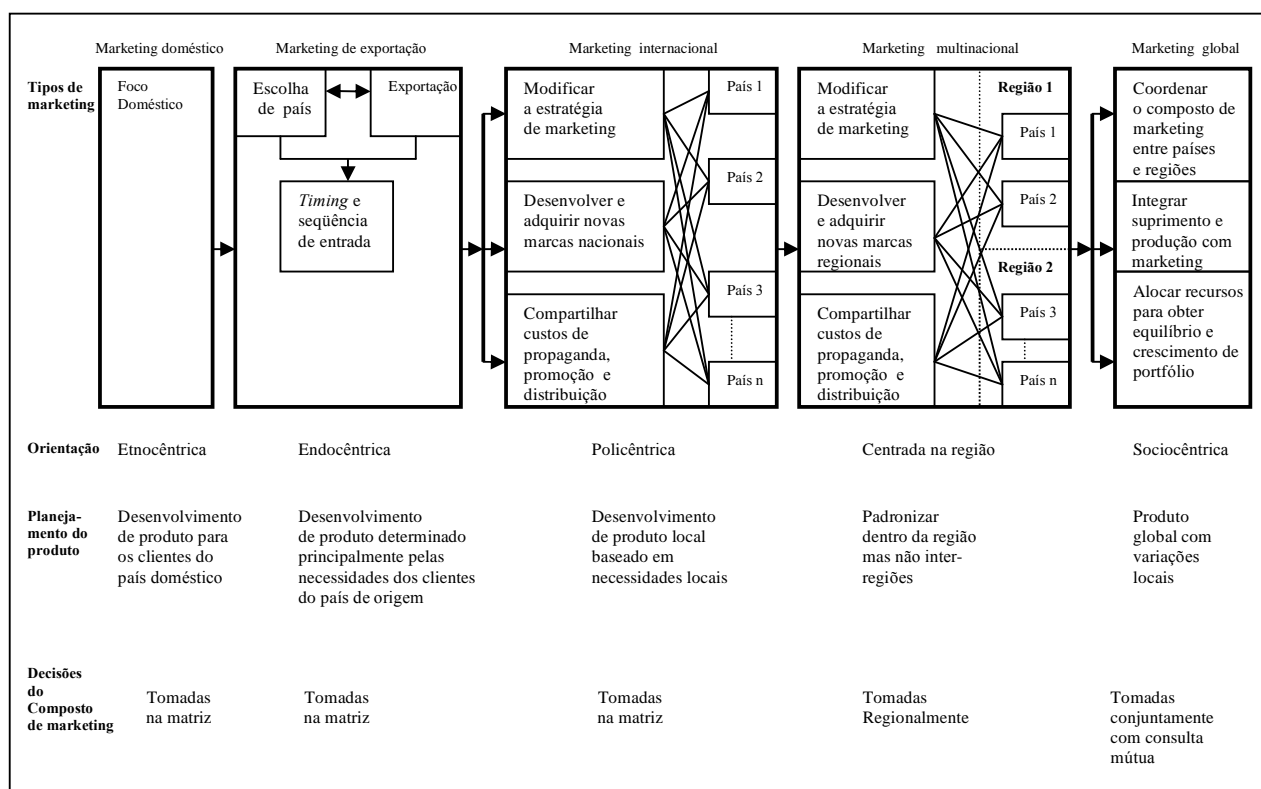 Marketing doméstico
Marketing de exportação
Marketing internacional
Marketing multinacional
Marketing global
Tipos de
marketing
Foco
Doméstico
Escolha
de país
Exportação
Timing e
seqüência
de entrada
Modificar
a estratégia
de marketing
Desenvolver e
adquirir novas
marcas nacionais
Compartilhar
custos de
propaganda,
promoção e
distribuição
País 1
País 2
País 3
País n
Modificar
a estratégia
de marketing
Desenvolver
e adquirir
novas marcas
regionais
Compartilhar
custos de
propaganda,
promoção e
distribuição
Região 1
País 1
País 2
Região 2
País 3
País n
Coordenar
o composto de
marketing
entre países
e regiões
Integrar
suprimento e
produção com
marketing
Alocar recursos
para obter
equilíbrio e
crescimento de
portfólio
Orientação
Etnocêntrica
Endocêntrica
Policêntrica
Centrada na região
Sociocêntrica
Planeja-
mento do
produto
Desenvolvimento
de produto para
os clientes do
país doméstico
Desenvolvimento
de produto determinado
principalmente pelas
necessidades dos clientes
do país de origem
Desenvolvimento
de produto local
baseado em
necessidades locais
Padronizar
dentro da região
mas não inter-
regiões
Produto
global com
variações
locais
Decisões
do
Composto
de marketing
Tomadas
na matriz
Tomadas
na matriz
Tomadas
na matriz
Tomadas
Regionalmente
Tomadas
conjuntamente
com consulta
mútua